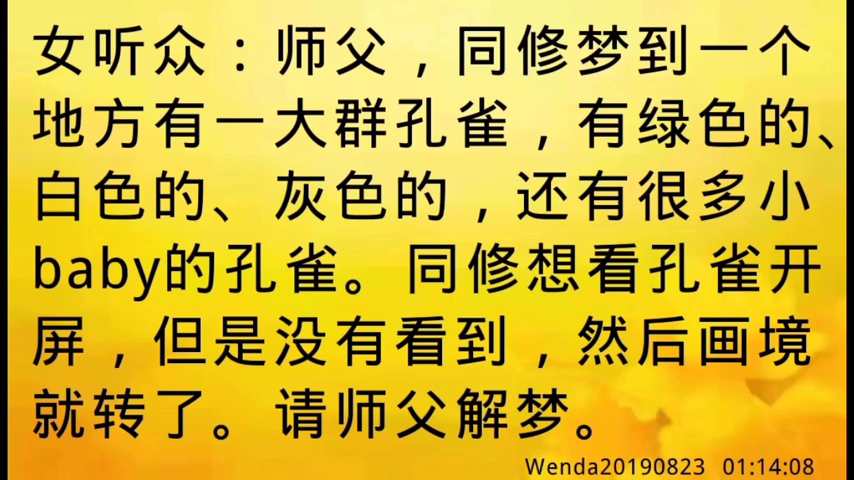 女听众：师父，同修梦到一个
地方有一大群孔雀，有绿色的、
白色的、灰色的，还有很多小
baby的孔雀。同修想看孔雀开
屏，但是没有看到，然后画境
就转了。请师父解梦。
Wenda20190823 01:14:08